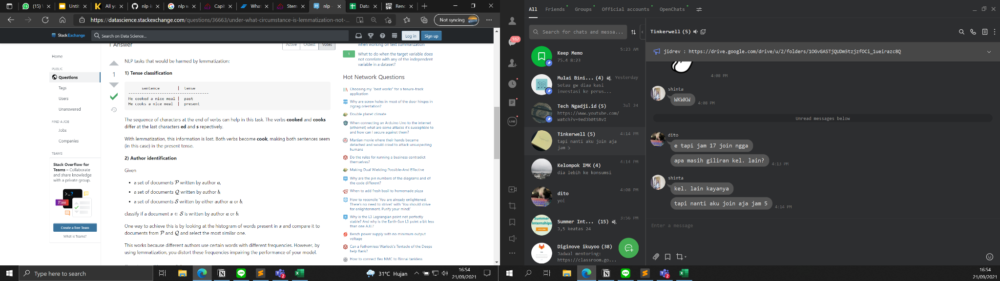 (15) \
Untit
All yc
nlp-ir
nlp w
Capit
What
Stem
nlp -
Data
Renc
https://datascience.stackexchange.com/questions/36663/under-what-circumstance-is-lemmatization-not-...
Not syncing
StackExchange
Search on Data Science...
Log in
Sign up
Home
PUBLIC
Questions
Tags
Users
Unanswered
FIND A JOB
Jobs
Companies
TEAMS
Stack Overflow for
Teams – Collaborate
and share knowledge
with a private group.
>_?
Free
Create a free Team
What is Teams?
1 Answer
Active
Oldest
Votes
NLP tasks that would be harmed by lemmatization:
1
1) Tense classification
sentence | tense
-----------------------------------
He cooked a nice meal | past
He cooks a nice meal | present
The sequence of characters at the end of verbs can help in this task. The verbs cooked and cooks
differ at the last characters ed and s repectively.
With lemmatization, this information is lost. Both verbs become cook, making both sentences seem
(in this case) in the present tense.
2) Author identification
Given
• a set of documents P written by author a,
• a set of documents Q written by author b,
• a set of documents S written by either author a or b,
classify if a document s ∈ S is written by author a or b.
One way to achieve this is by looking at the histogram of words present in s and compare it to
documents from P and Q and select the most similar one.
This works because different authors use certain words with different frequencies. However, by
using lemmatization, you distort these frequencies impairing the performance of your model.
when working on text summarization
1
What to do when the target variable does
not correlate with any of the independent
variable in a dataset?
Hot Network Questions
Choosing my "best works" for a tenure-track
application
Why are screw holes in most of the door hinges in
zigzag orientation?
Double planet climate
When connecting an Arduino Uno to the internet
(ethernet) what are some attacks it's susceptible to
and how can I secure against them?
Martian movie where their hands became
detached and would crawl to attack unsuspecting
humans
Do the rules for running a business contradict
themselves?
Making Dual Wielding Possible-And Effective
Why are the pin numbers of the diagrams and of
the code different?
When to add fresh basil to homemade pizza
How to reconcile 'You are already enlightened.
There's no need to strive!' with 'You should strive
for enlightenment. Purify your mind!'
Why is the L3 Lagrangian point not perfectly
stable? And why is the Earth-Sun L3 point a bit less
than one A.U.?
Bench power supply with no minimum output
voltage
Can a Fathomless Warlock's Tentacle of the Deeps
help flank?
How to connect flex NMC to Rinnai tankless
Type here to search
2
31°C Hujan
16:54
21/09/2021
All
Friends
Groups
Official accounts
OpenChats
182
LINE
Search for chats and messa...
Keep Memo
5:23 AM
75.4 8:23
Mulai Bini... (4)
Yesterday
Setau gw diaa kasi
investasi ke perus...
Tech Ngadji.id (5)
Jul 24
https://www.youtube.com/
watch?v=9ed3b0tSRvI
Tinkerwell (5)
4:14 PM
tapi nanti aku join aja
jam 5
Kelompok IMK (4)
4:14 PM
dia lebih ke konsumsi
dito
4:08 PM
yoi
Summer
Internships
Summer Int... (15)
3:56 PM
3,5 keatas 24
Diginove ikuyoo (38)
Jadwal mentoring:
https://classroom.go...
Tinkerwell (5)
jidrev : https://drive.google.com/drive/u/2/folders/1OGvGASTjQUDm5tzjzfOCi_1ueirazc8Q
4:08 PM
shinta
WKWKW
4:08 PM
Unread messages below
dito
e tapi jam 17 join ngga
apa masih giliran kel. lain?
4:13 PM
shinta
kel. lain kayanya
tapi nanti aku join aja jam 5
4:14 PM
Enter a message
2
16:54
21/09/2021